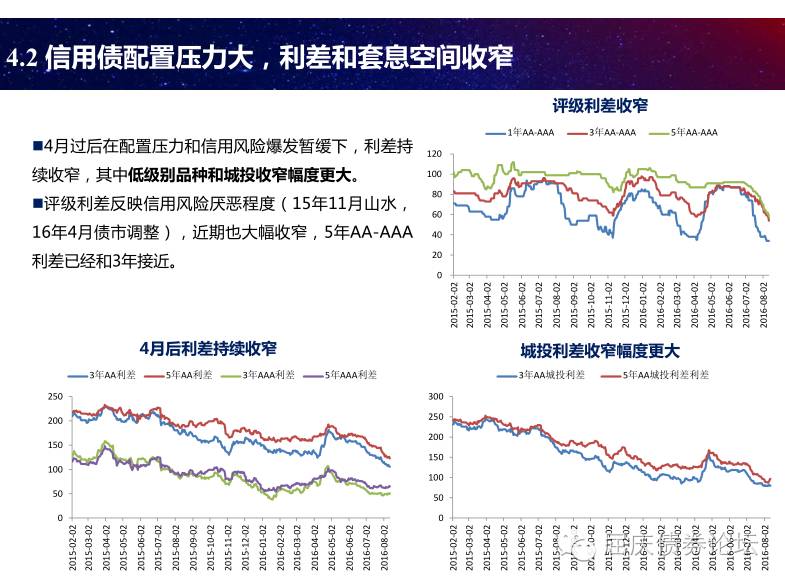 4.2 信用债配置压力大，利差和套息空间收窄
■4月过后在配置压力和信用风险爆发暂缓下，利差持
续收窄，其中低级别品种和城投收窄幅度更大。
■评级利差反映信用风险厌恶程度（15年11月山水，
16年4月债市调整），近期也大幅收窄，5年AA-AAA
利差已经和3年接近。
评级利差收窄
1年AA-AAA 3年AA-AAA 5年AA-AAA
120
100
80
60
40
20
0
2015-02-02 2015-03-02 2015-04-02 2015-05-02 2015-06-02 2015-07-02 2015-08-02 2015-09-02 2015-10-02 2015-11-02 2015-12-02 2016-01-02 2016-02-02 2016-03-02 2016-04-02 2016-05-02 2016-06-02 2016-07-02 2016-08-02
4月后利差持续收窄
3年AA利差 5年AA利差 3年AAA利差 5年AAA利差
250
200
150
100
50
0
2015-02-02 2015-03-02 2015-04-02 2015-05-02 2015-06-02 2015-07-02 2015-08-02 2015-09-02 2015-10-02 2015-11-02 2015-12-02 2016-01-02 2016-02-02 2016-03-02 2016-04-02 2016-05-02 2016-06-02 2016-07-02 2016-08-02
城投利差收窄幅度更大
3年AA城投利差 5年AA城投利差利差
300
250
200
150
100
50
0
2015-02-02 2015-03-02 2015-04-02 2015-05-02 2015-06-02 2015-07-02 2015-08-02 2015-11-02 2015-12-02 2016-01-02 2016-02-02 2016-03-02 2016-04-02 2016-05-02 2016-06-02 2016-07-02 2016-08-02
屈庆债券论坛